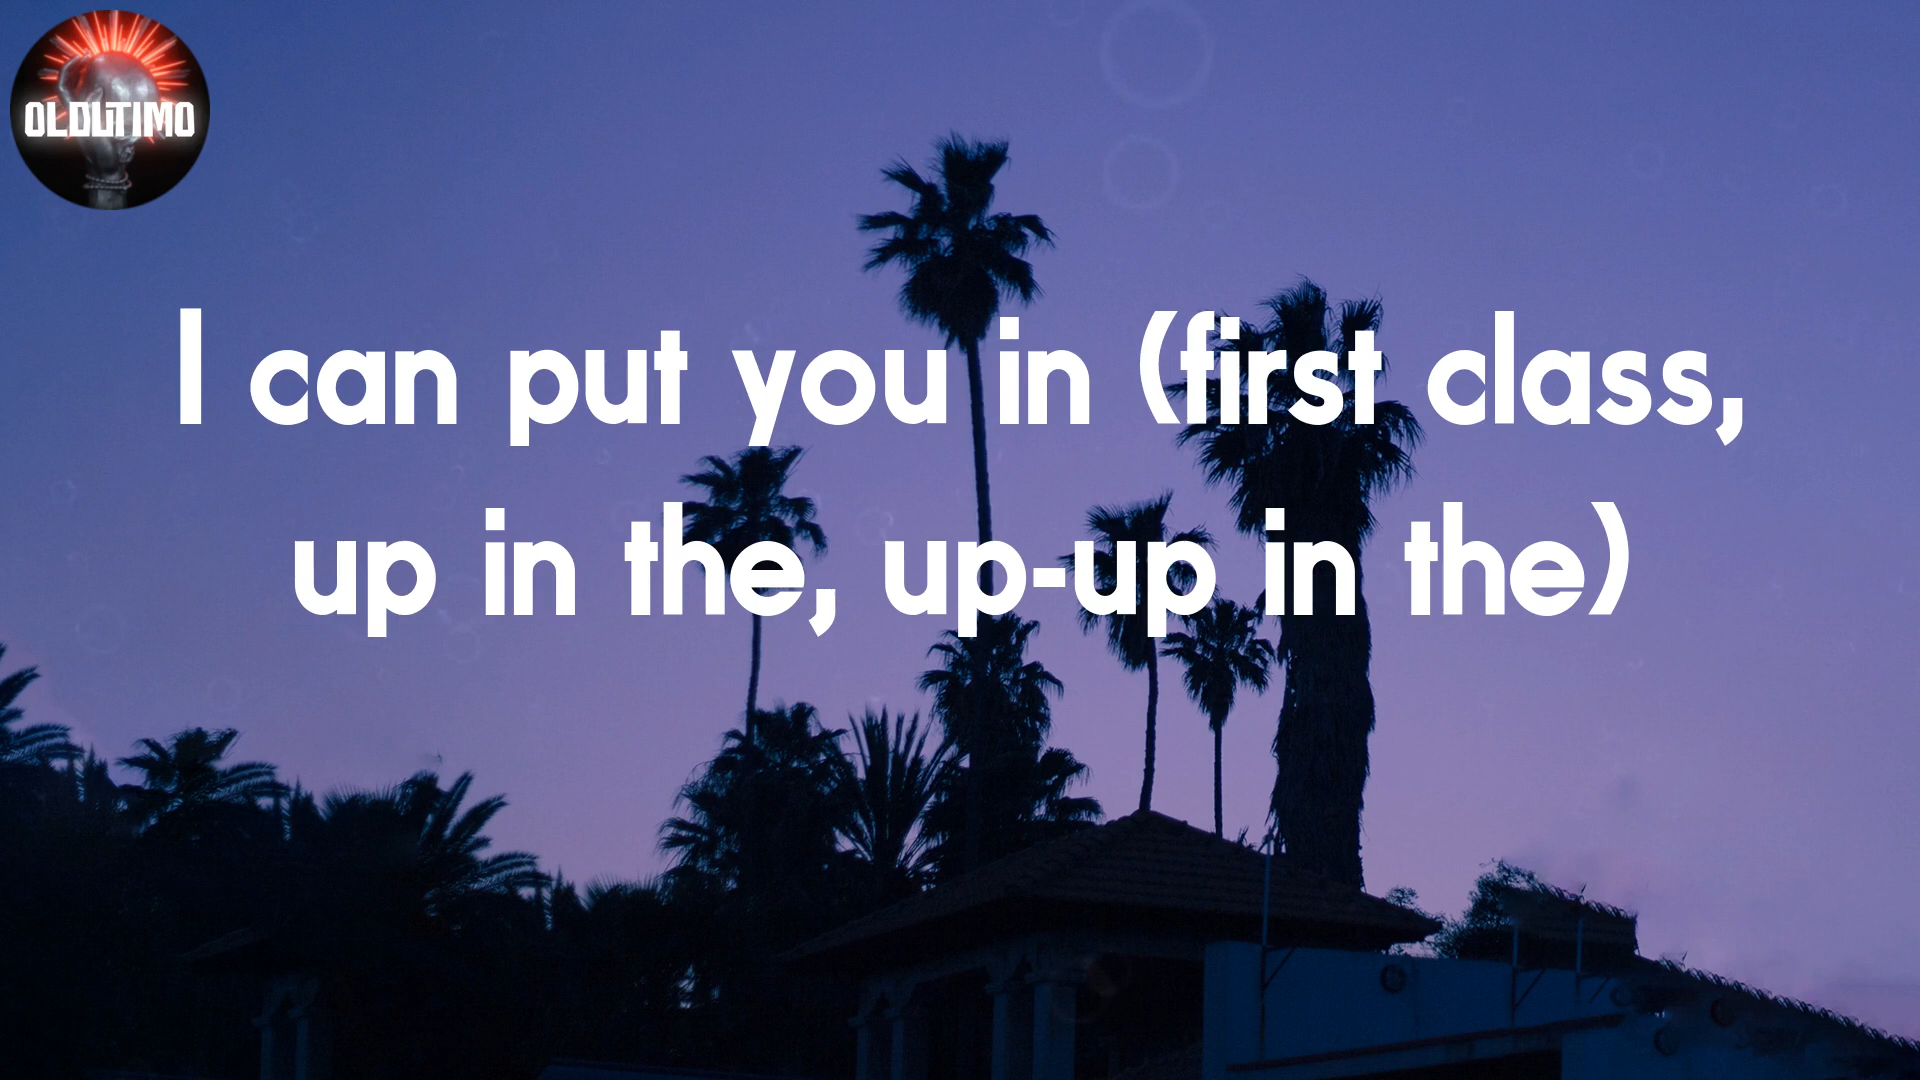 OLDULTIMO
I can put you in (first class,
up in the, up-up in the)